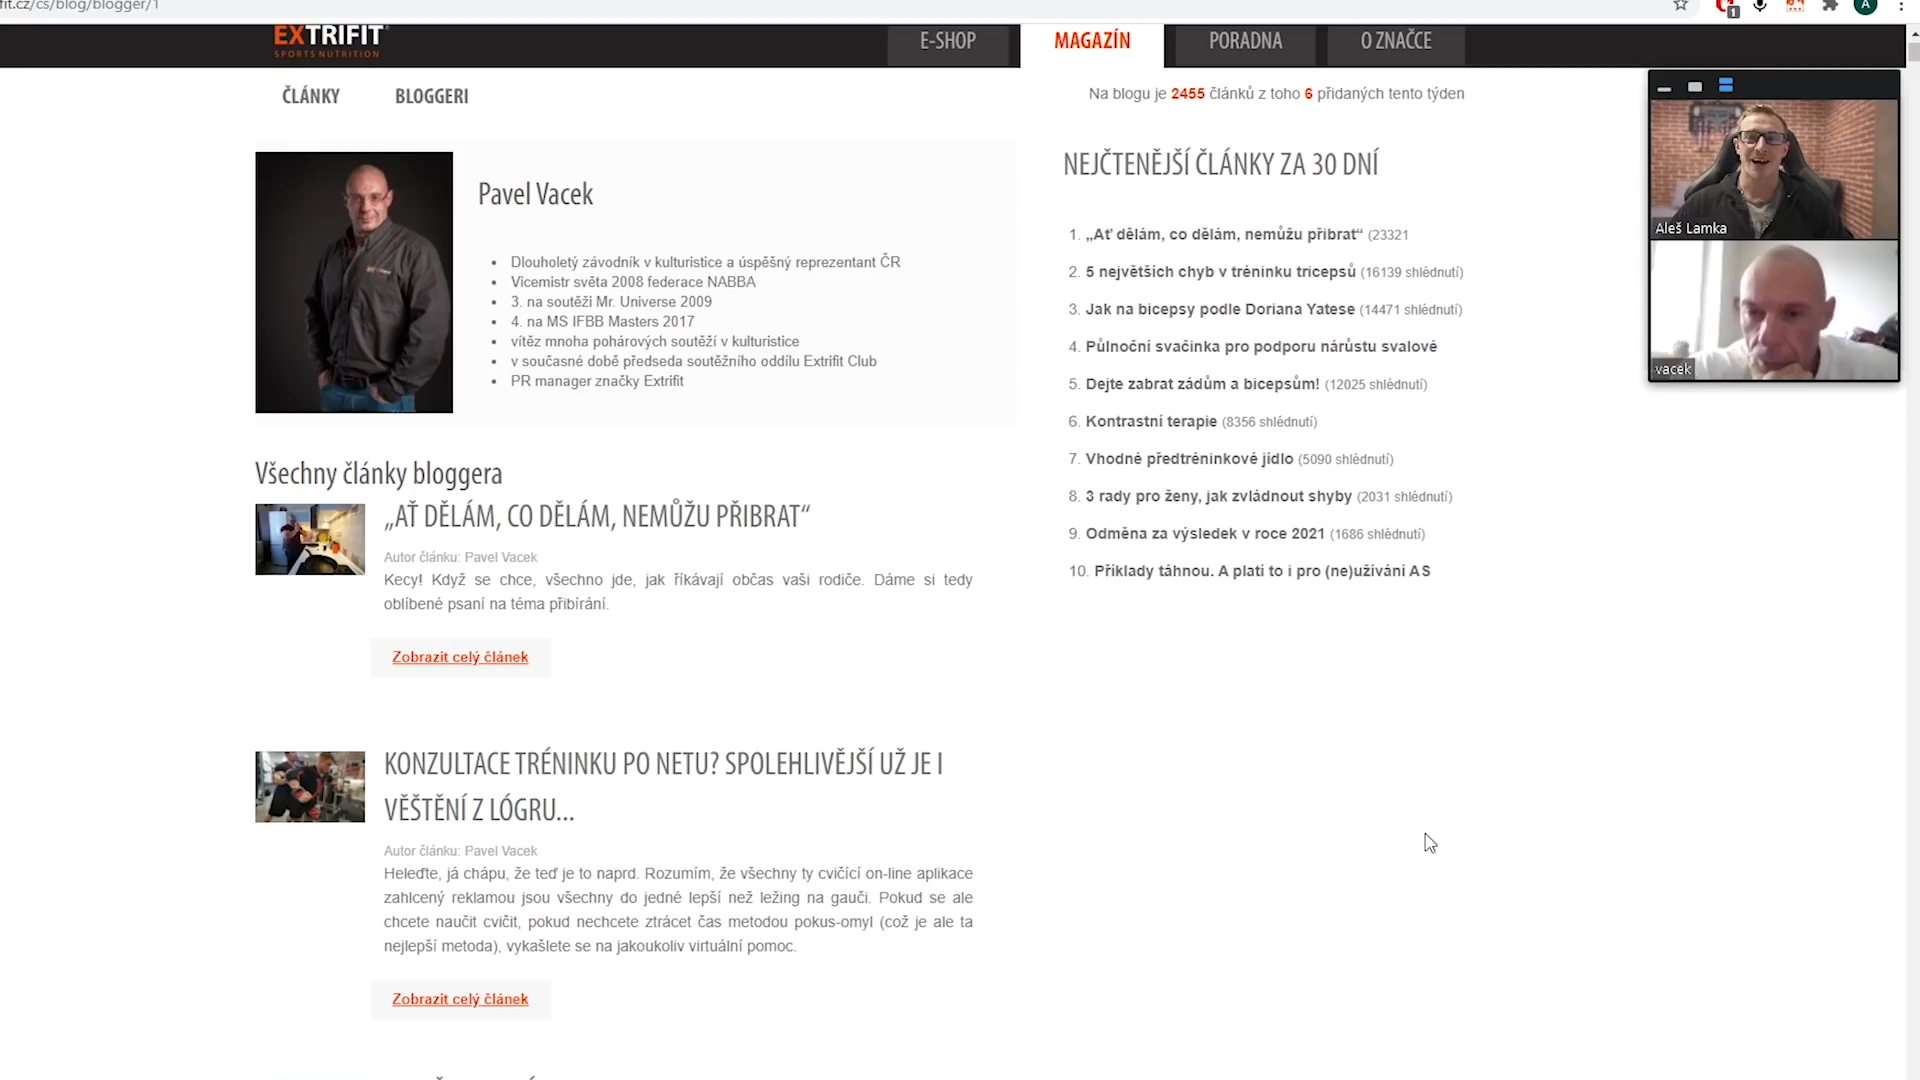 fit.cz/cs/blog/blogger/1
1
A
EXTRIFIT
SPORTS NUTRITION
E-SHOP
MAGAZÍN
PORADNA
O ZNAČCE
ČLÁNKY
BLOGGERI
Na blogu je 2455 článků z toho 6 přidaných tento týden
Pavel Vacek
Dlouholetý závodník v kulturistice a úspěšný reprezentant ČR
Vicemistr světa 2008 federace NABBA
3. na soutěži Mr. Universe 2009
4. na MS IFBB Masters 2017
vítěz mnoha pohárových soutěží v kulturistice
v současné době předseda soutěžního oddílu Extrifit Club
PR manager značky Extrifit
NEJČTENĚJŠÍ ČLÁNKY ZA 30 DNÍ
1. „Ať dělám, co dělám, nemůžu přibrat“ (23321
2. 5 největších chyb v tréninku tricepsů (16139 shlédnutí)
3. Jak na bicepsy podle Doriana Yatese (14471 shlédnutí)
4. Půlnoční svačinka pro podporu nárůstu svalové
5. Dejte zabrat zádům a bicepsům! (12025 shlédnutí)
6. Kontrastní terapie (8356 shlédnutí)
7. Vhodné předtréninkové jídlo (5090 shlédnutí)
8. 3 rady pro ženy, jak zvládnout shyby (2031 shlédnutí)
9. Odměna za výsledek v roce 2021 (1686 shlédnutí)
10. Příklady táhnou. A platí to i pro (ne)užívání AS
Aleš Lamka
vacek
Všechny články bloggera
„AŤ DĚLÁM, CO DĚLÁM, NEMŮŽU PŘIBRAT“
Autor článku: Pavel Vacek
Kecy! Když se chce, všechno jde, jak říkávají občas vaši rodiče. Dáme si tedy
oblíbené psaní na téma přibírání.
Zobrazit celý článek
KONZULTACE TRÉNINKU PO NETU? SPOLEHLIVĚJŠÍ UŽ JE I
VĚŠTĚNÍ Z LÓGRU...
Autor článku: Pavel Vacek
Heleďte, já chápu, že teď je to naprd. Rozumím, že všechny ty cvičící on-line aplikace
zahlcený reklamou jsou všechny do jedné lepší než ležing na gauči. Pokud se ale
chcete naučit cvičit, pokud nechcete ztrácet čas metodou pokus-omyl (což je ale ta
nejlepší metoda), vykašlete se na jakoukoliv virtuální pomoc.
Zobrazit celý článek